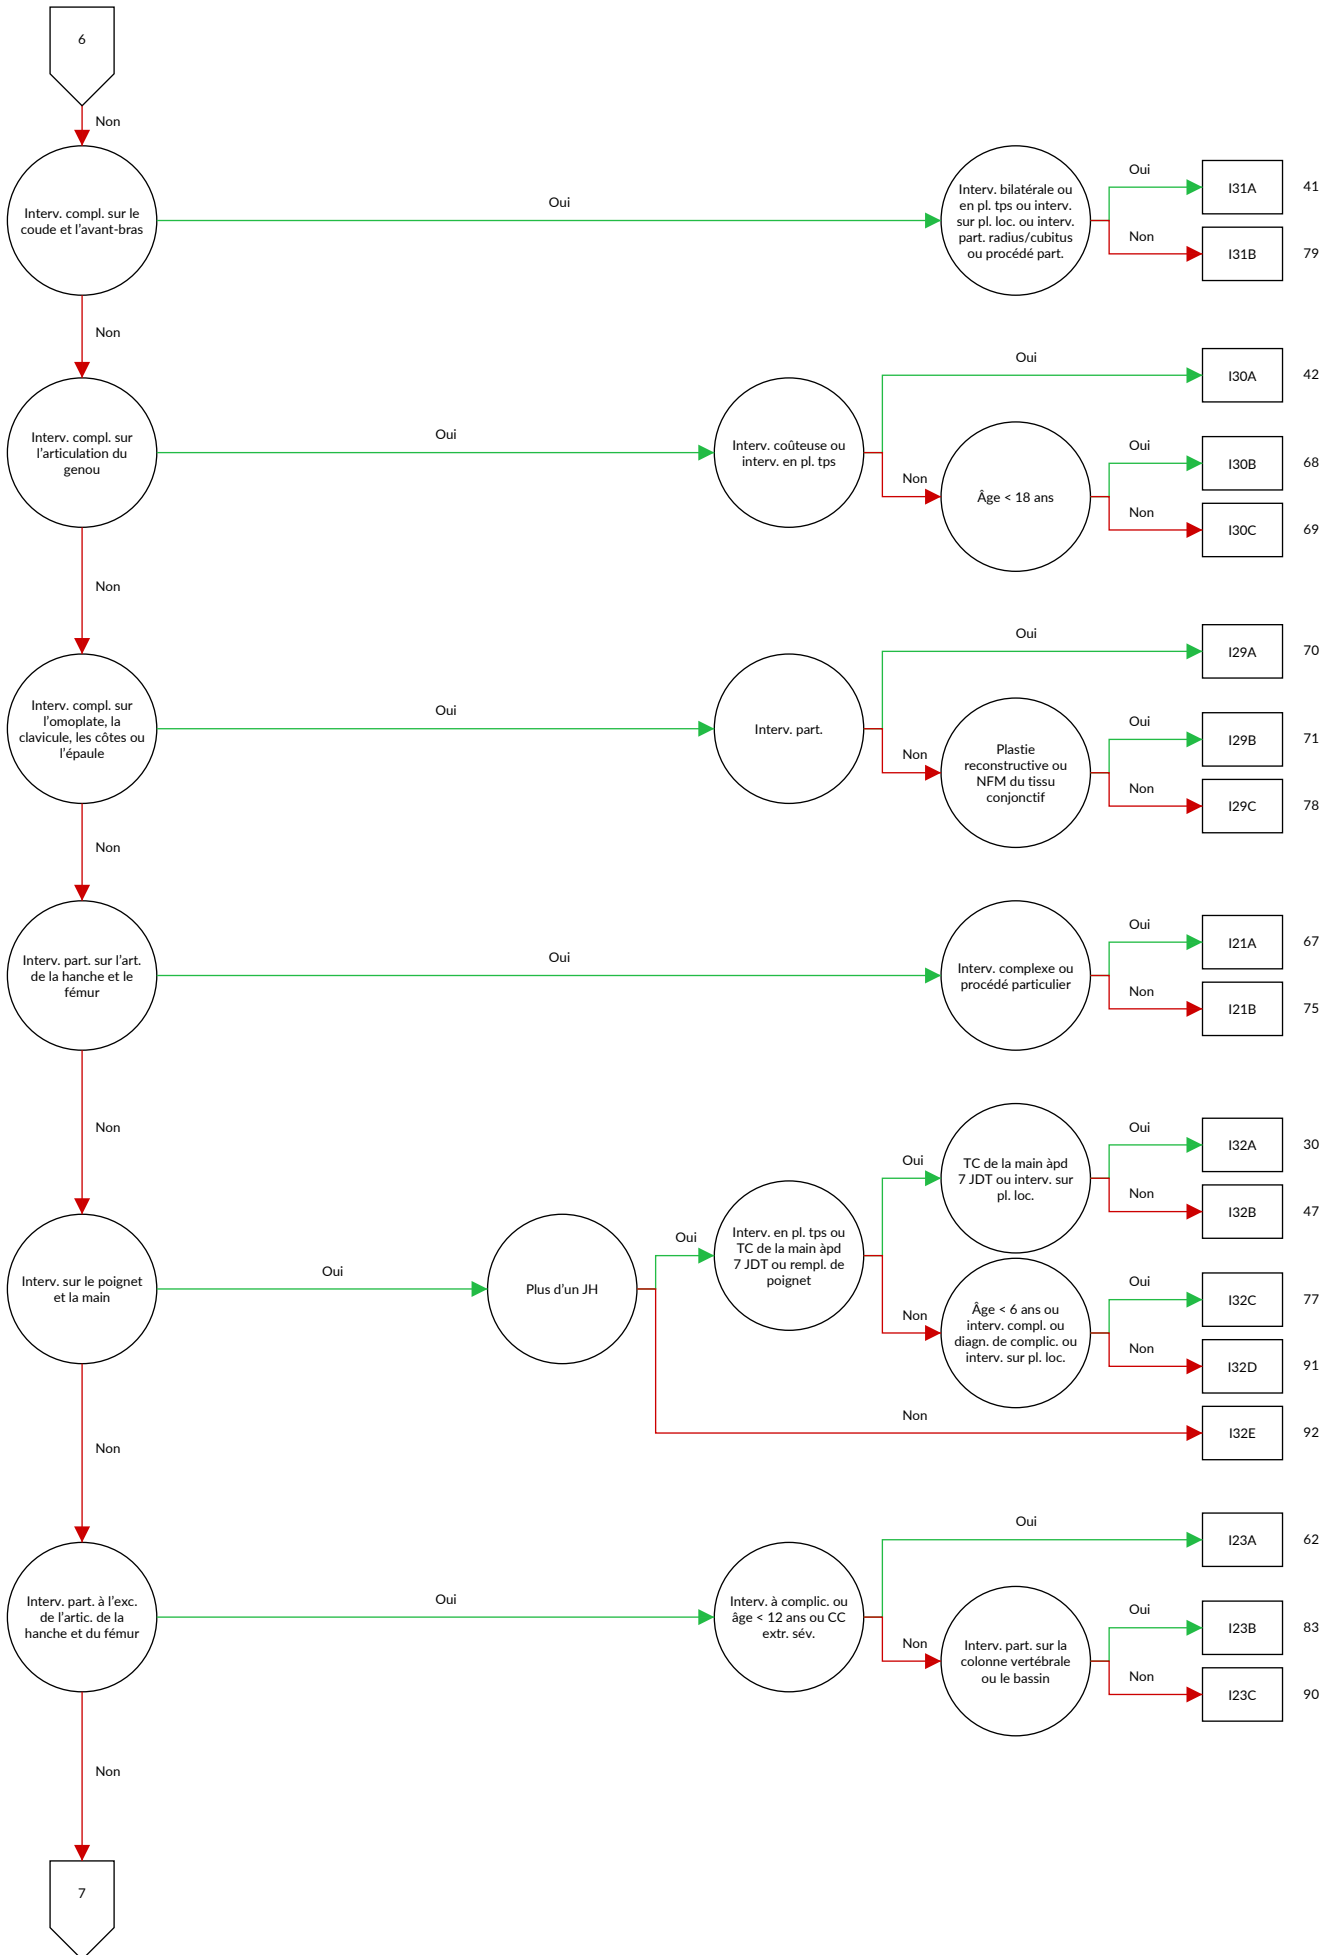 6
Non
Interv. compl. sur le
coude et l'avant-bras
Oui
Interv. bilatérale ou
en pl. tps ou interv.
sur pl. loc. ou interv.
part. radius/cubitus
ou procédé part.
Oui
I31A
41
Non
I31B
79
Non
Interv. compl. sur
l'articulation du
genou
Oui
Interv. coûteuse ou
interv. en pl. tps
Oui
I30A
42
Non
Âge < 18 ans
Oui
I30B
68
Non
I30C
69
Non
Interv. compl. sur
l'omoplate, la
clavicule, les côtes ou
l'épaule
Oui
Interv. part.
Oui
I29A
70
Non
Plastie
reconstructive ou
NFM du tissu
conjonctif
Oui
I29B
71
Non
I29C
78
Non
Interv. part. sur l'art.
de la hanche et le
fémur
Oui
Interv. complexe ou
procédé particulier
Oui
I21A
67
Non
I21B
75
Non
Interv. sur le poignet
et la main
Oui
Plus d'un JH
Oui
Interv. en pl. tps ou
TC de la main àpd
7 JDT ou rempl. de
poignet
Oui
TC de la main àpd
7 JDT ou interv. sur
pl. loc.
Oui
I32A
30
Non
I32B
47
Non
Âge < 6 ans ou
interv. compl. ou
diagn. de complic. ou
interv. sur pl. loc.
Oui
I32C
77
Non
I32D
91
Non
I32E
92
Non
Interv. part. à l'exc.
de l'artic. de la
hanche et du fémur
Oui
Interv. à complic. ou
âge < 12 ans ou CC
extr. sév.
Oui
I23A
62
Non
Interv. part. sur la
colonne vertébrale
ou le bassin
Oui
I23B
83
Non
I23C
90
Non
7